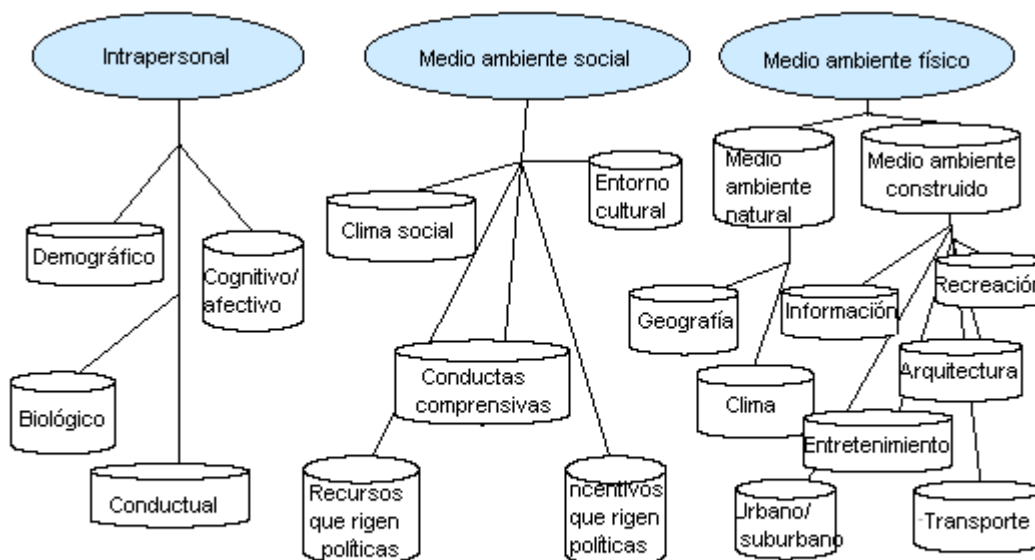 Intrapersonal
Medio ambiente social
Medio ambiente físico
Demográfico
Cognitivo/
afectivo
Biológico
Conductual
Clima social
Entorno
cultural
Conductas
comprensivas
Recursos
que rigen
políticas
ncentivos
que rigen
políticas
Medio
ambiente
natural
Medio ambiente
construido
Geografía
Clima
Información
Recreación
Arquitectura
Entretenimiento
Urbano/
suburbano
-Transporte